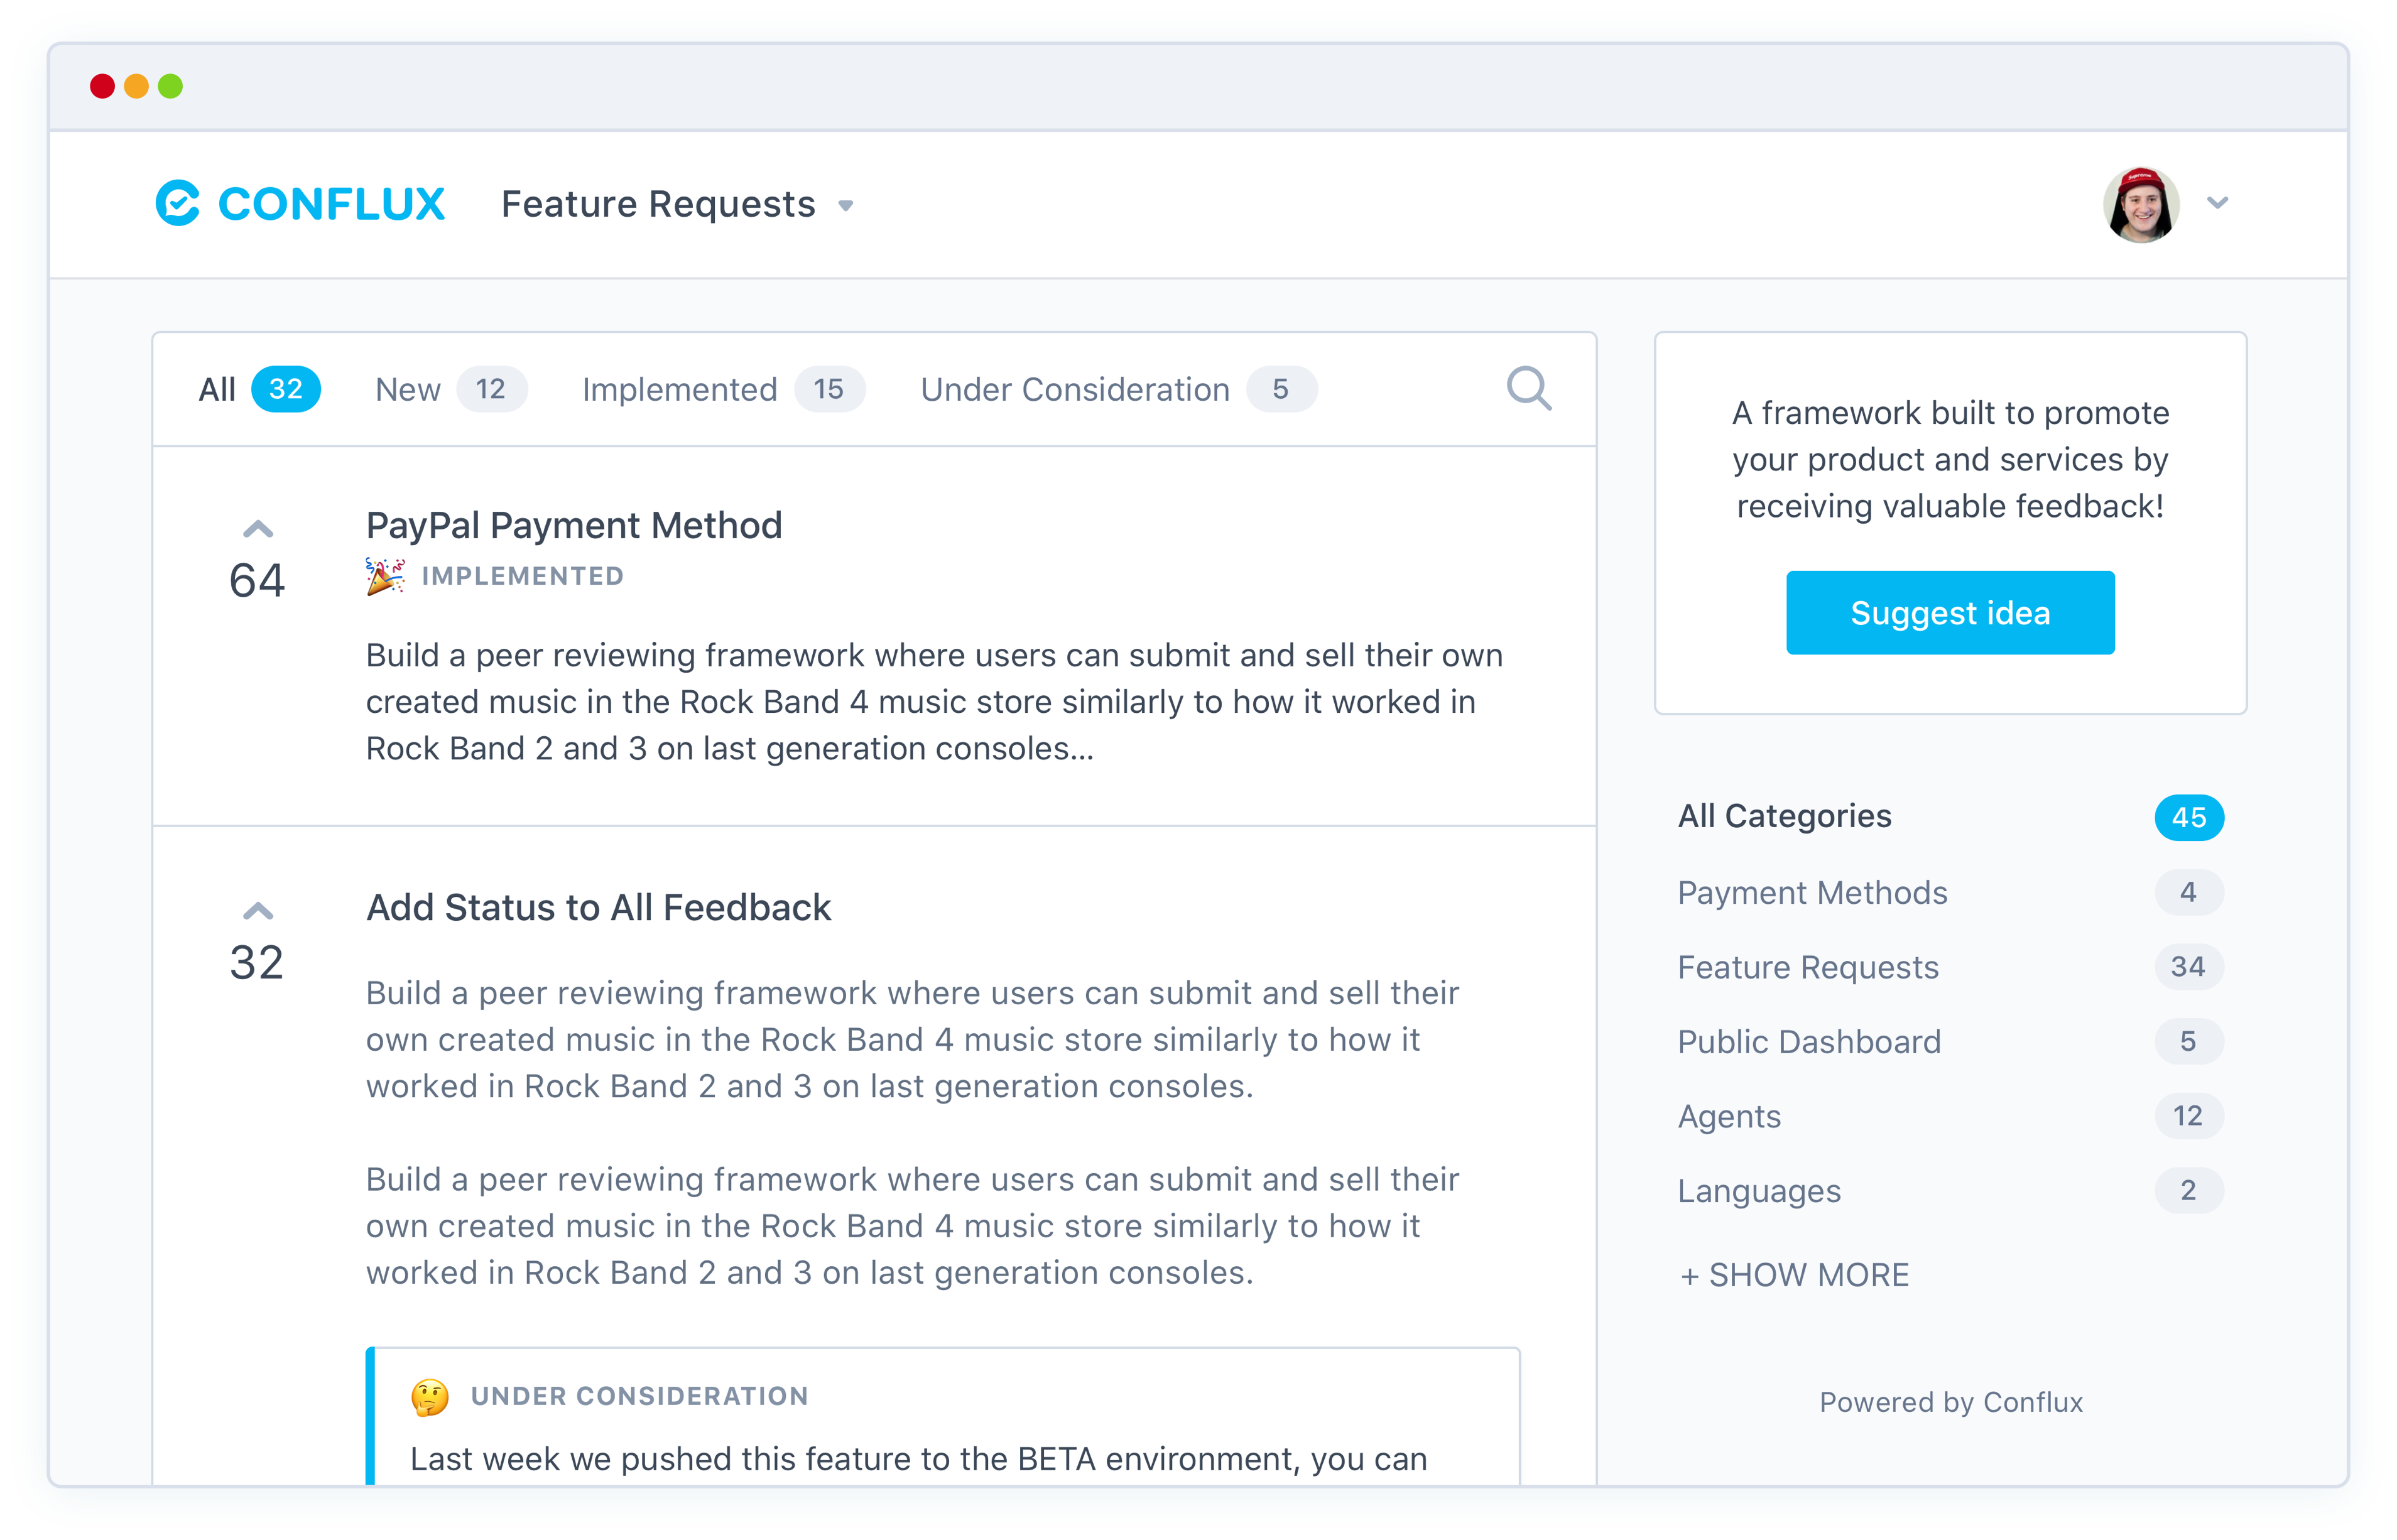 CONFLUX Feature Requests
All 32 New 12 Implemented 15 Under Consideration 5
PayPal Payment Method
64
🎉 IMPLEMENTED
Build a peer reviewing framework where users can submit and sell their own
created music in the Rock Band 4 music store similarly to how it worked in
Rock Band 2 and 3 on last generation consoles...
Add Status to All Feedback
32
Build a peer reviewing framework where users can submit and sell their
own created music in the Rock Band 4 music store similarly to how it
worked in Rock Band 2 and 3 on last generation consoles.
Build a peer reviewing framework where users can submit and sell their
own created music in the Rock Band 4 music store similarly to how it
worked in Rock Band 2 and 3 on last generation consoles.
🤔 UNDER CONSIDERATION
Last week we pushed this feature to the BETA environment, you can
A framework built to promote
your product and services by
receiving valuable feedback!
Suggest idea
All Categories 45
Payment Methods 4
Feature Requests 34
Public Dashboard 5
Agents 12
Languages 2
+ SHOW MORE
Powered by Conflux